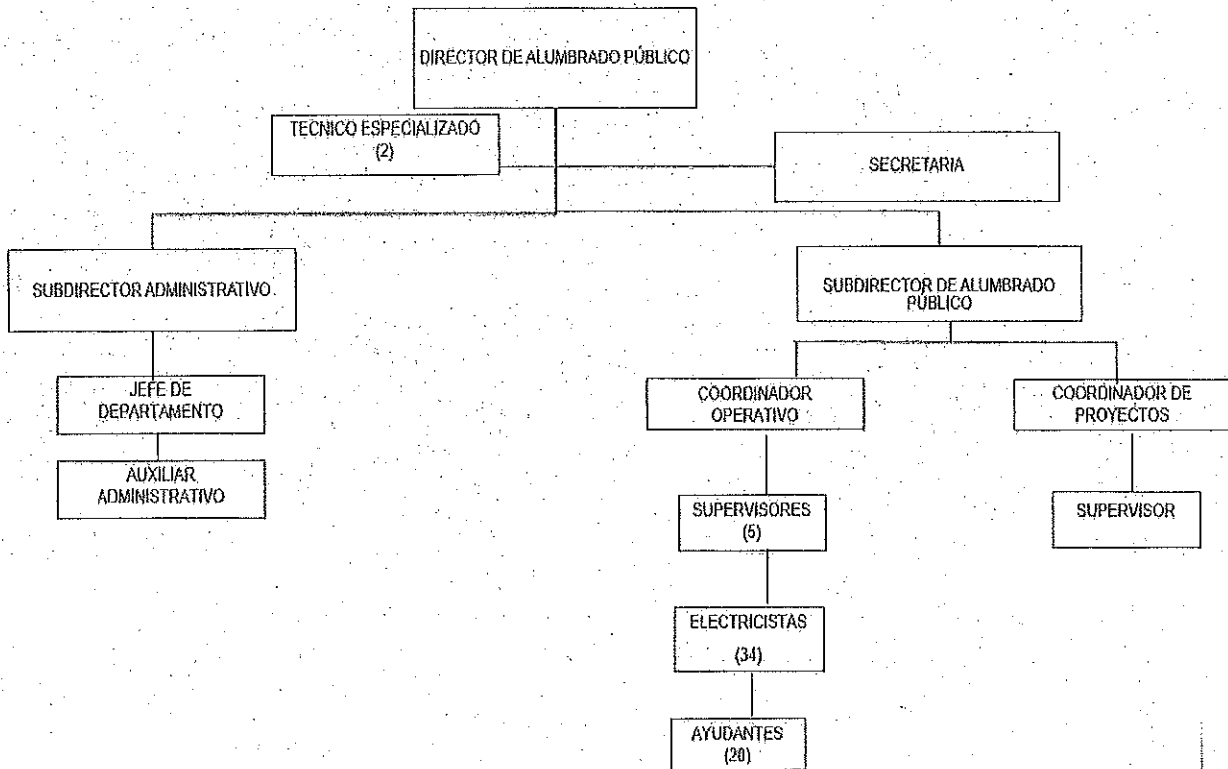 DIRECTOR DE ALUMBRADO PÚBLICO
TECNICO ESPECIALIZADO
(2)
SECRETARIA
SUBDIRECTOR ADMINISTRATIVO
SUBDIRECTOR DE ALUMBRADO
PÚBLICO
JEFE DE
DEPARTAMENTO
COORDINADOR
OPERATIVO
COORDINADOR DE
PROYECTOS
AUXILIAR
ADMINISTRATIVO
SUPERVISORES
(5)
SUPERVISOR
ELECTRICISTAS
(34)
AYUDANTES
(20)